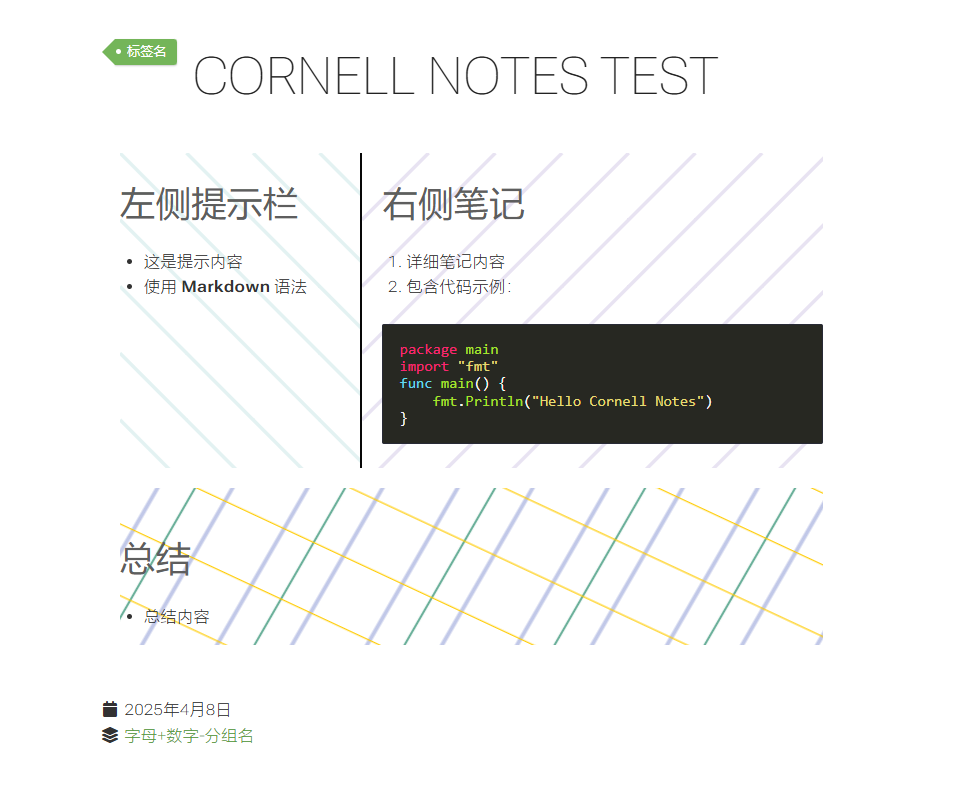 标签名
CORNELL NOTES TEST
左侧提示栏
• 这是提示内容
• 使用 Markdown 语法
右侧笔记
1. 详细笔记内容
2. 包含代码示例：
package main
import "fmt"
func main() {
    fmt.Println("Hello Cornell Notes")
}
总结
• 总结内容
2025年4月8日
字母+数字-分组名